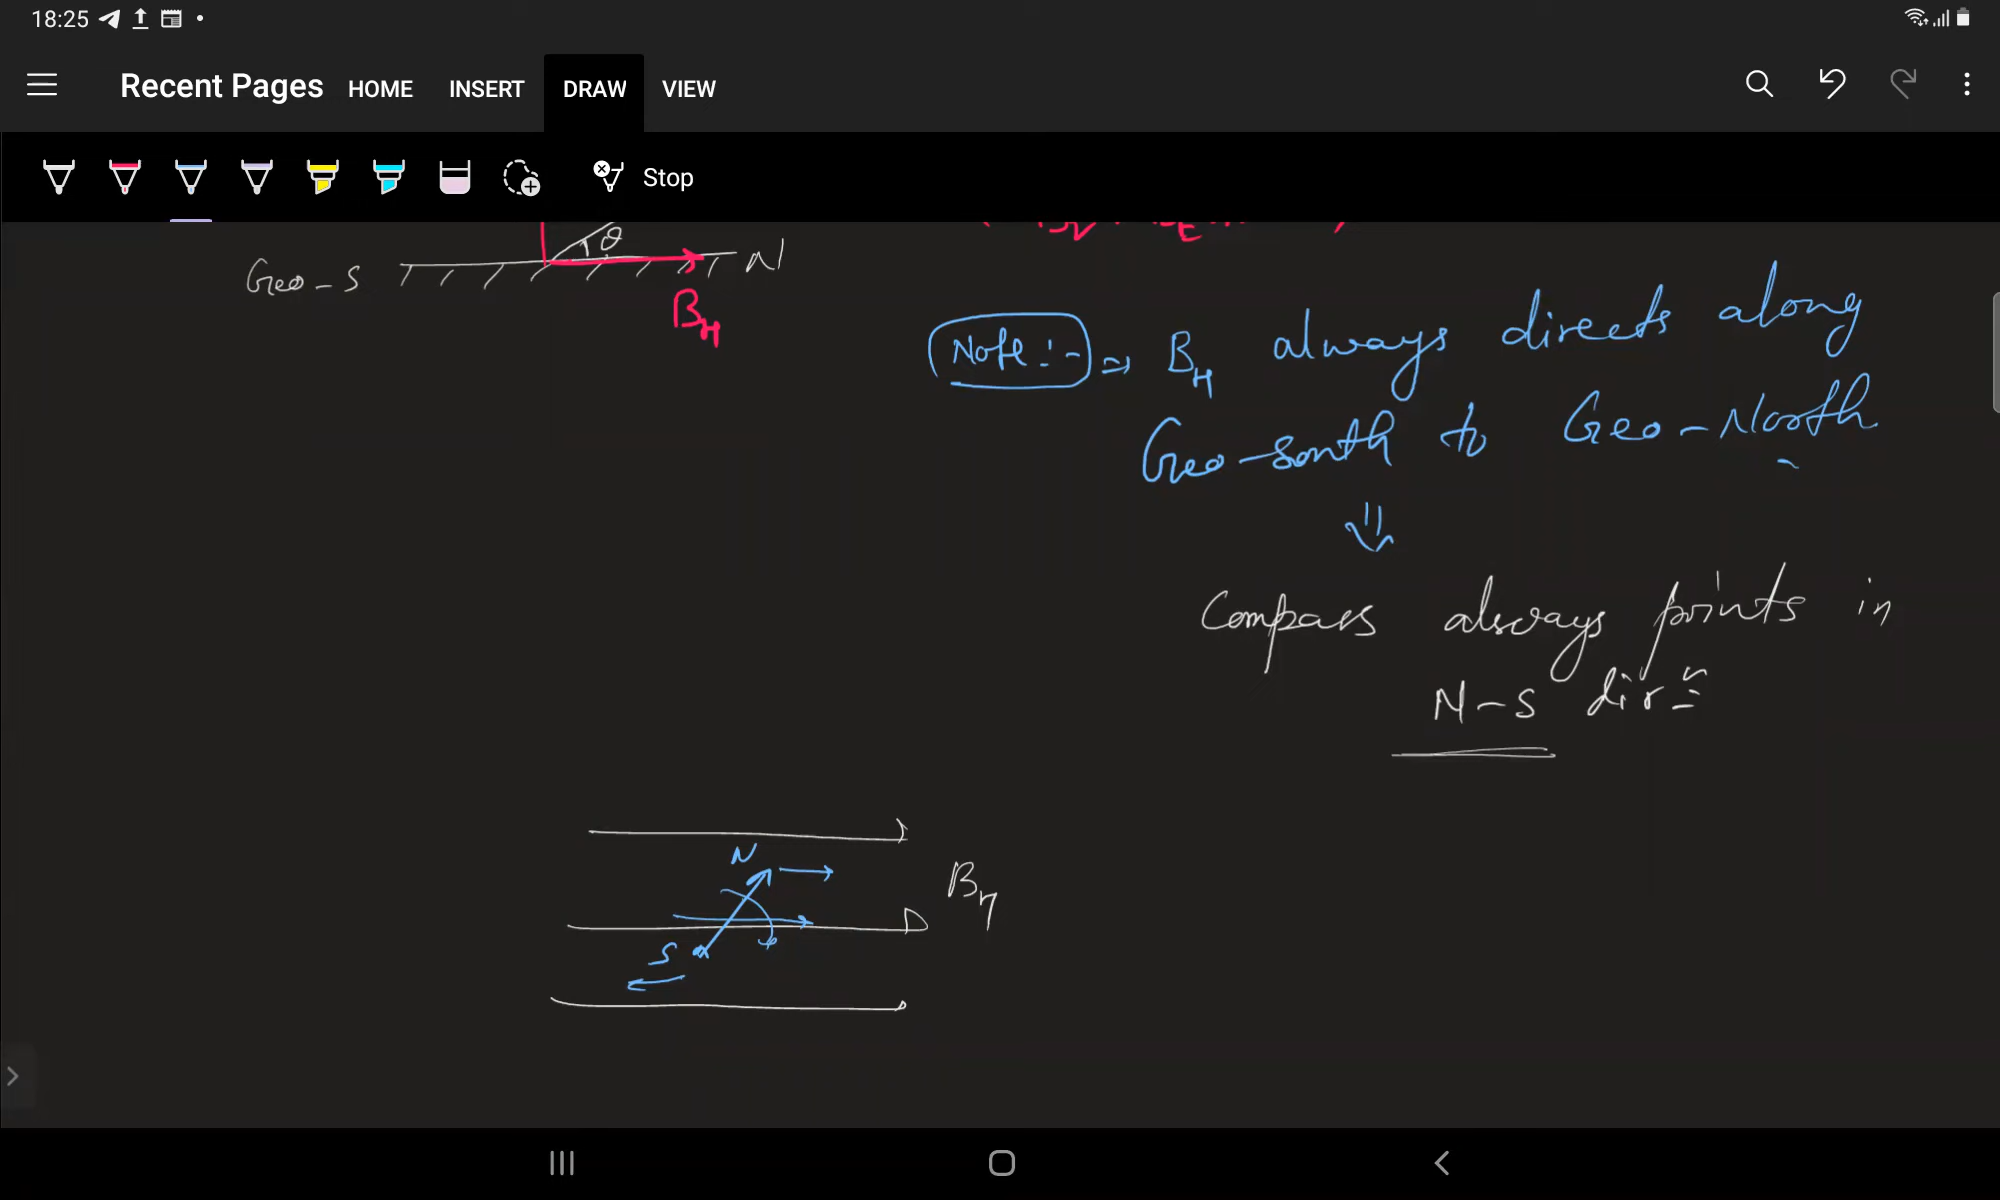 18:25
Recent Pages HOME INSERT DRAW VIEW
Stop
θ
Geo-S N
B_H
Note:- ⇒ B_H always directs along
Geo-south to Geo-North
⇓
Compass always points in
N-S dirⁿ
N
B_H
S